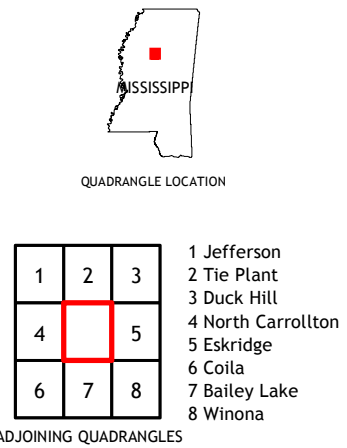 MISSISSIPPI
QUADRANGLE LOCATION
1 2 3
4 5
6 7 8
1 Jefferson
2 Tie Plant
3 Duck Hill
4 North Carrollton
5 Eskridge
6 Coila
7 Bailey Lake
8 Winona
ADJOINING QUADRANGLES